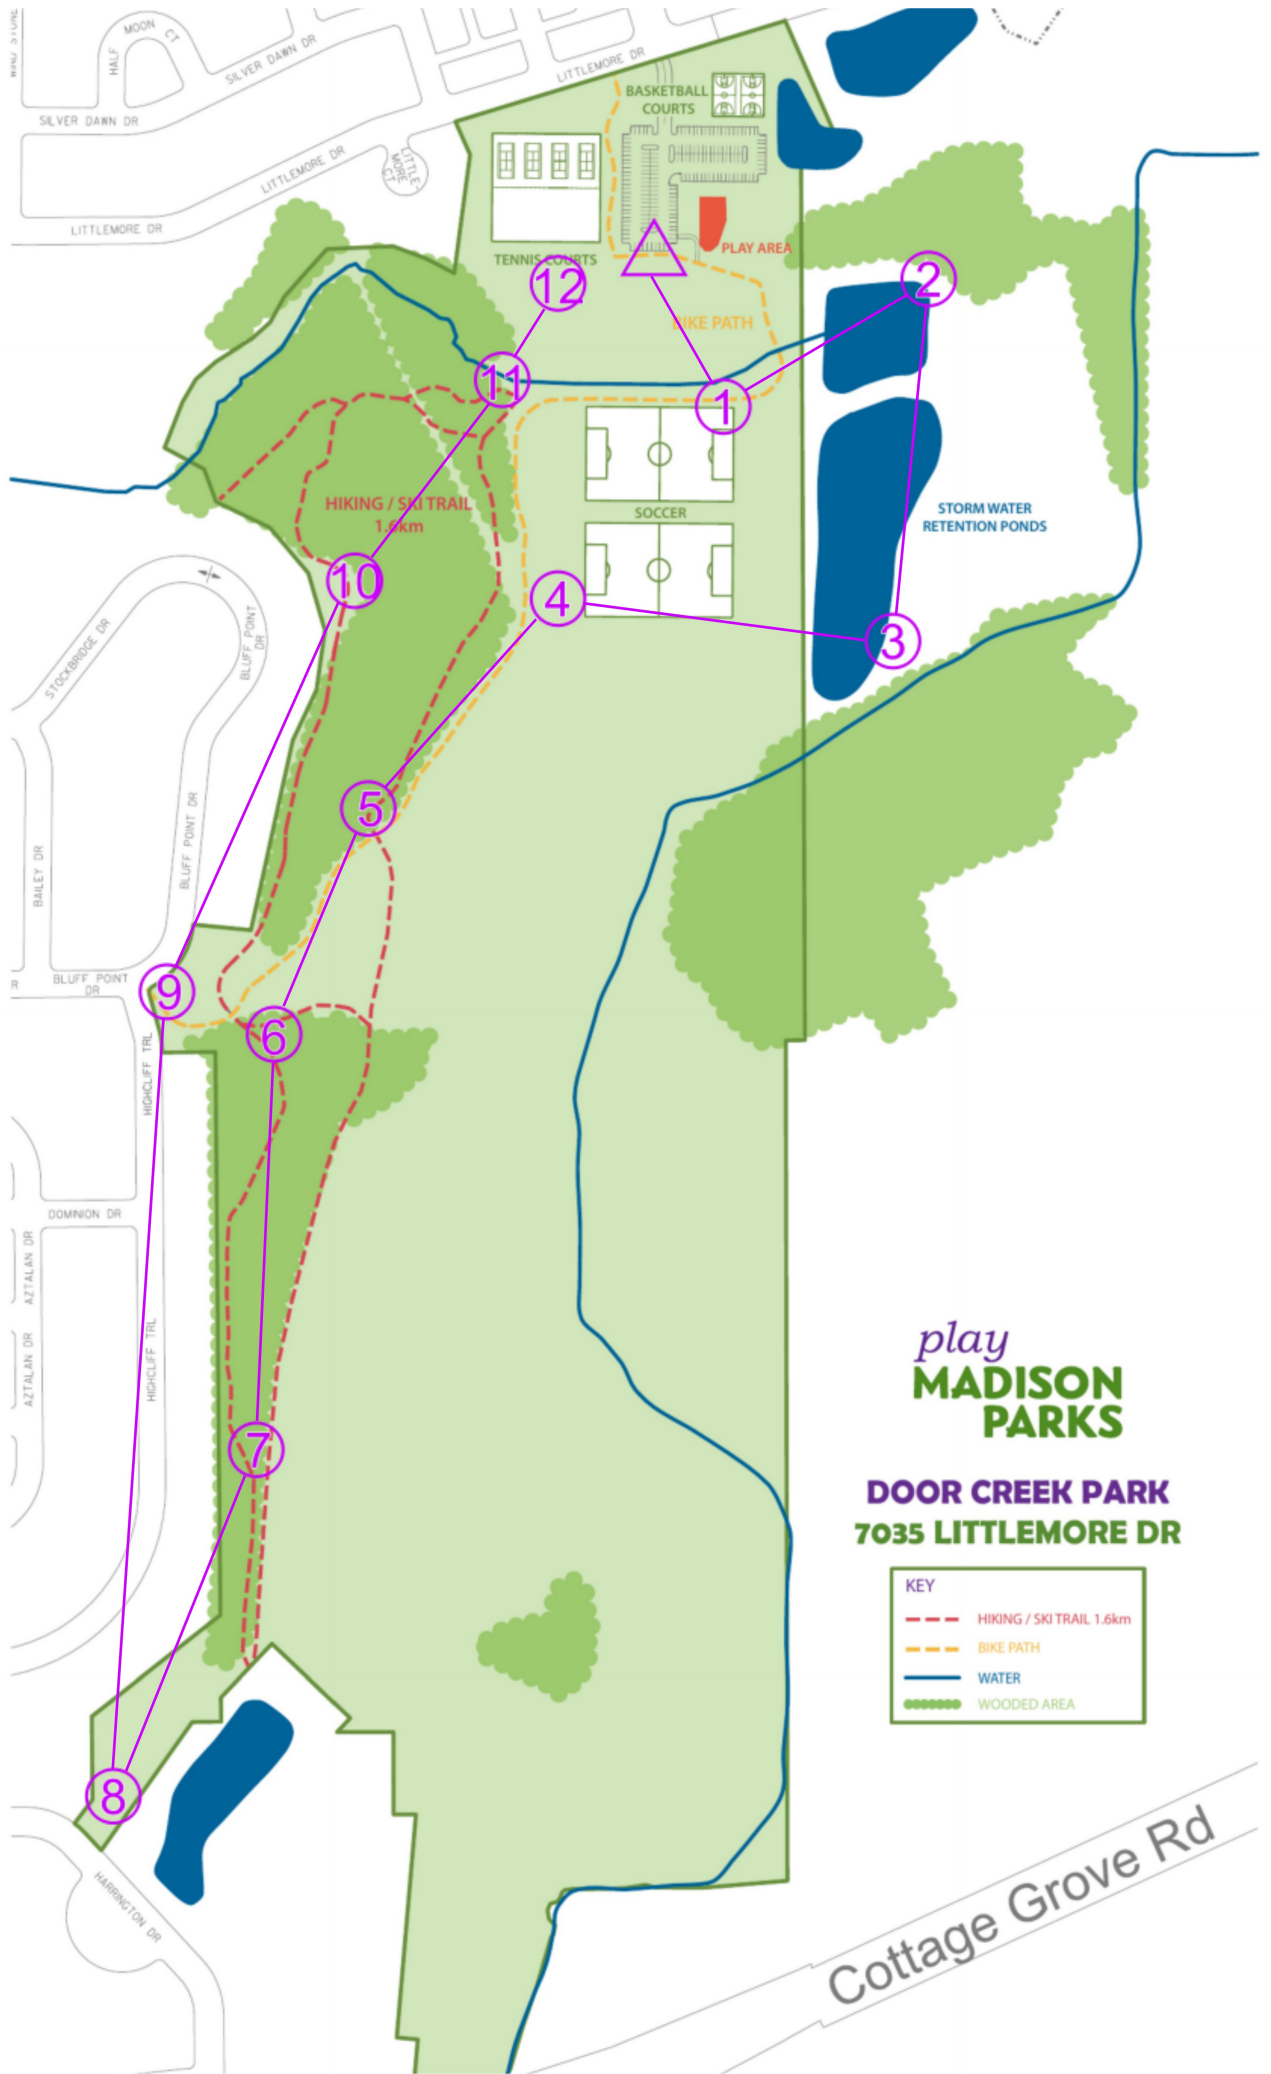 WIND STONE
HALF
MOON
CT
SILVER DAWN DR
LITTLEMORE DR
SILVER DAWN DR
BASKETBALL
COURTS
LITTLEMORE DR
LITTLE-
MORE
CT
LITTLEMORE DR
TENNIS COURTS
PLAY AREA
12
2
BIKE PATH
11
1
HIKING / SKI TRAIL
1.6km
SOCCER
STORM WATER
RETENTION PONDS
10
4
3
STOCKBRIDGE DR
BLUFF POINT
DR
5
BLUFF POINT DR
BAILEY DR
R
BLUFF POINT
DR
9
6
HIGHCLIFF TRL
DOMINION DR
AZTALAN DR
AZTALAN DR
HIGHCLIFF TRL
7
play
MADISON
PARKS
DOOR CREEK PARK
7035 LITTLEMORE DR
KEY
HIKING / SKI TRAIL 1.6km
BIKE PATH
WATER
WOODED AREA
8
HARRINGTON DR
Cottage Grove Rd